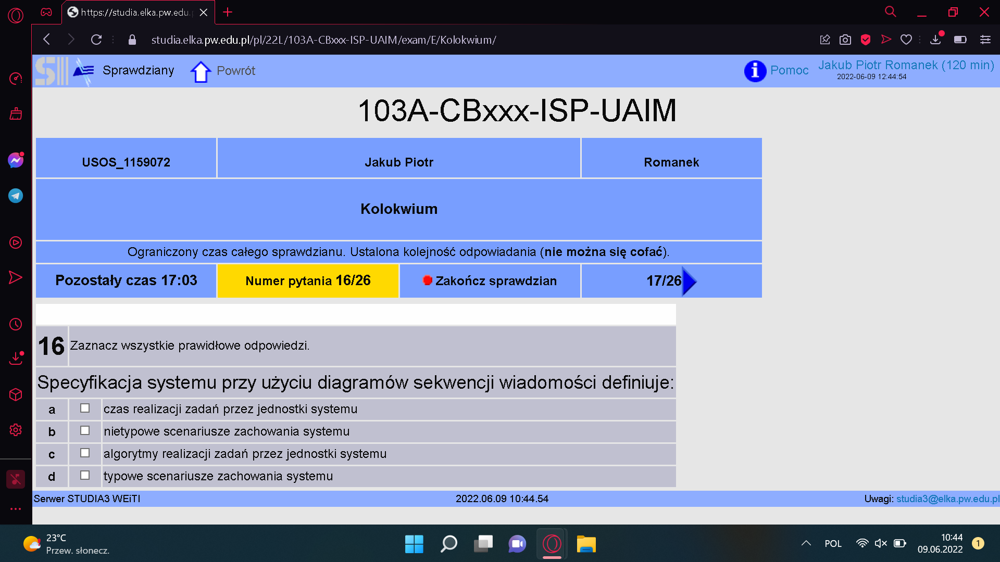 https://studia.elka.pw.edu.
studia.elka.pw.edu.pl/pl/22L/103A-CBxxx-ISP-UAIM/exam/E/Kolokwium/
Sprawdziany
Powrót
Pomoc
Jakub Piotr Romanek (120 min)
2022-06-09 12:44:54
103A-CBxxx-ISP-UAIM
USOS_1159072
Jakub Piotr
Romanek
Kolokwium
Ograniczony czas całego sprawdzianu. Ustalona kolejność odpowiadania (nie można się cofać).
Pozostały czas 17:03
Numer pytania 16/26
Zakończ sprawdzian
17/26
16 Zaznacz wszystkie prawidłowe odpowiedzi.
Specyfikacja systemu przy użyciu diagramów sekwencji wiadomości definiuje:
a czas realizacji zadań przez jednostki systemu
b nietypowe scenariusze zachowania systemu
c algorytmy realizacji zadań przez jednostki systemu
d typowe scenariusze zachowania systemu
Serwer STUDIA3 WEiTI
2022.06.09 10:44.54
Uwagi: studia3@elka.pw.edu.pl
23°C
Przew. słonecz.
POL
10:44
09.06.2022
1